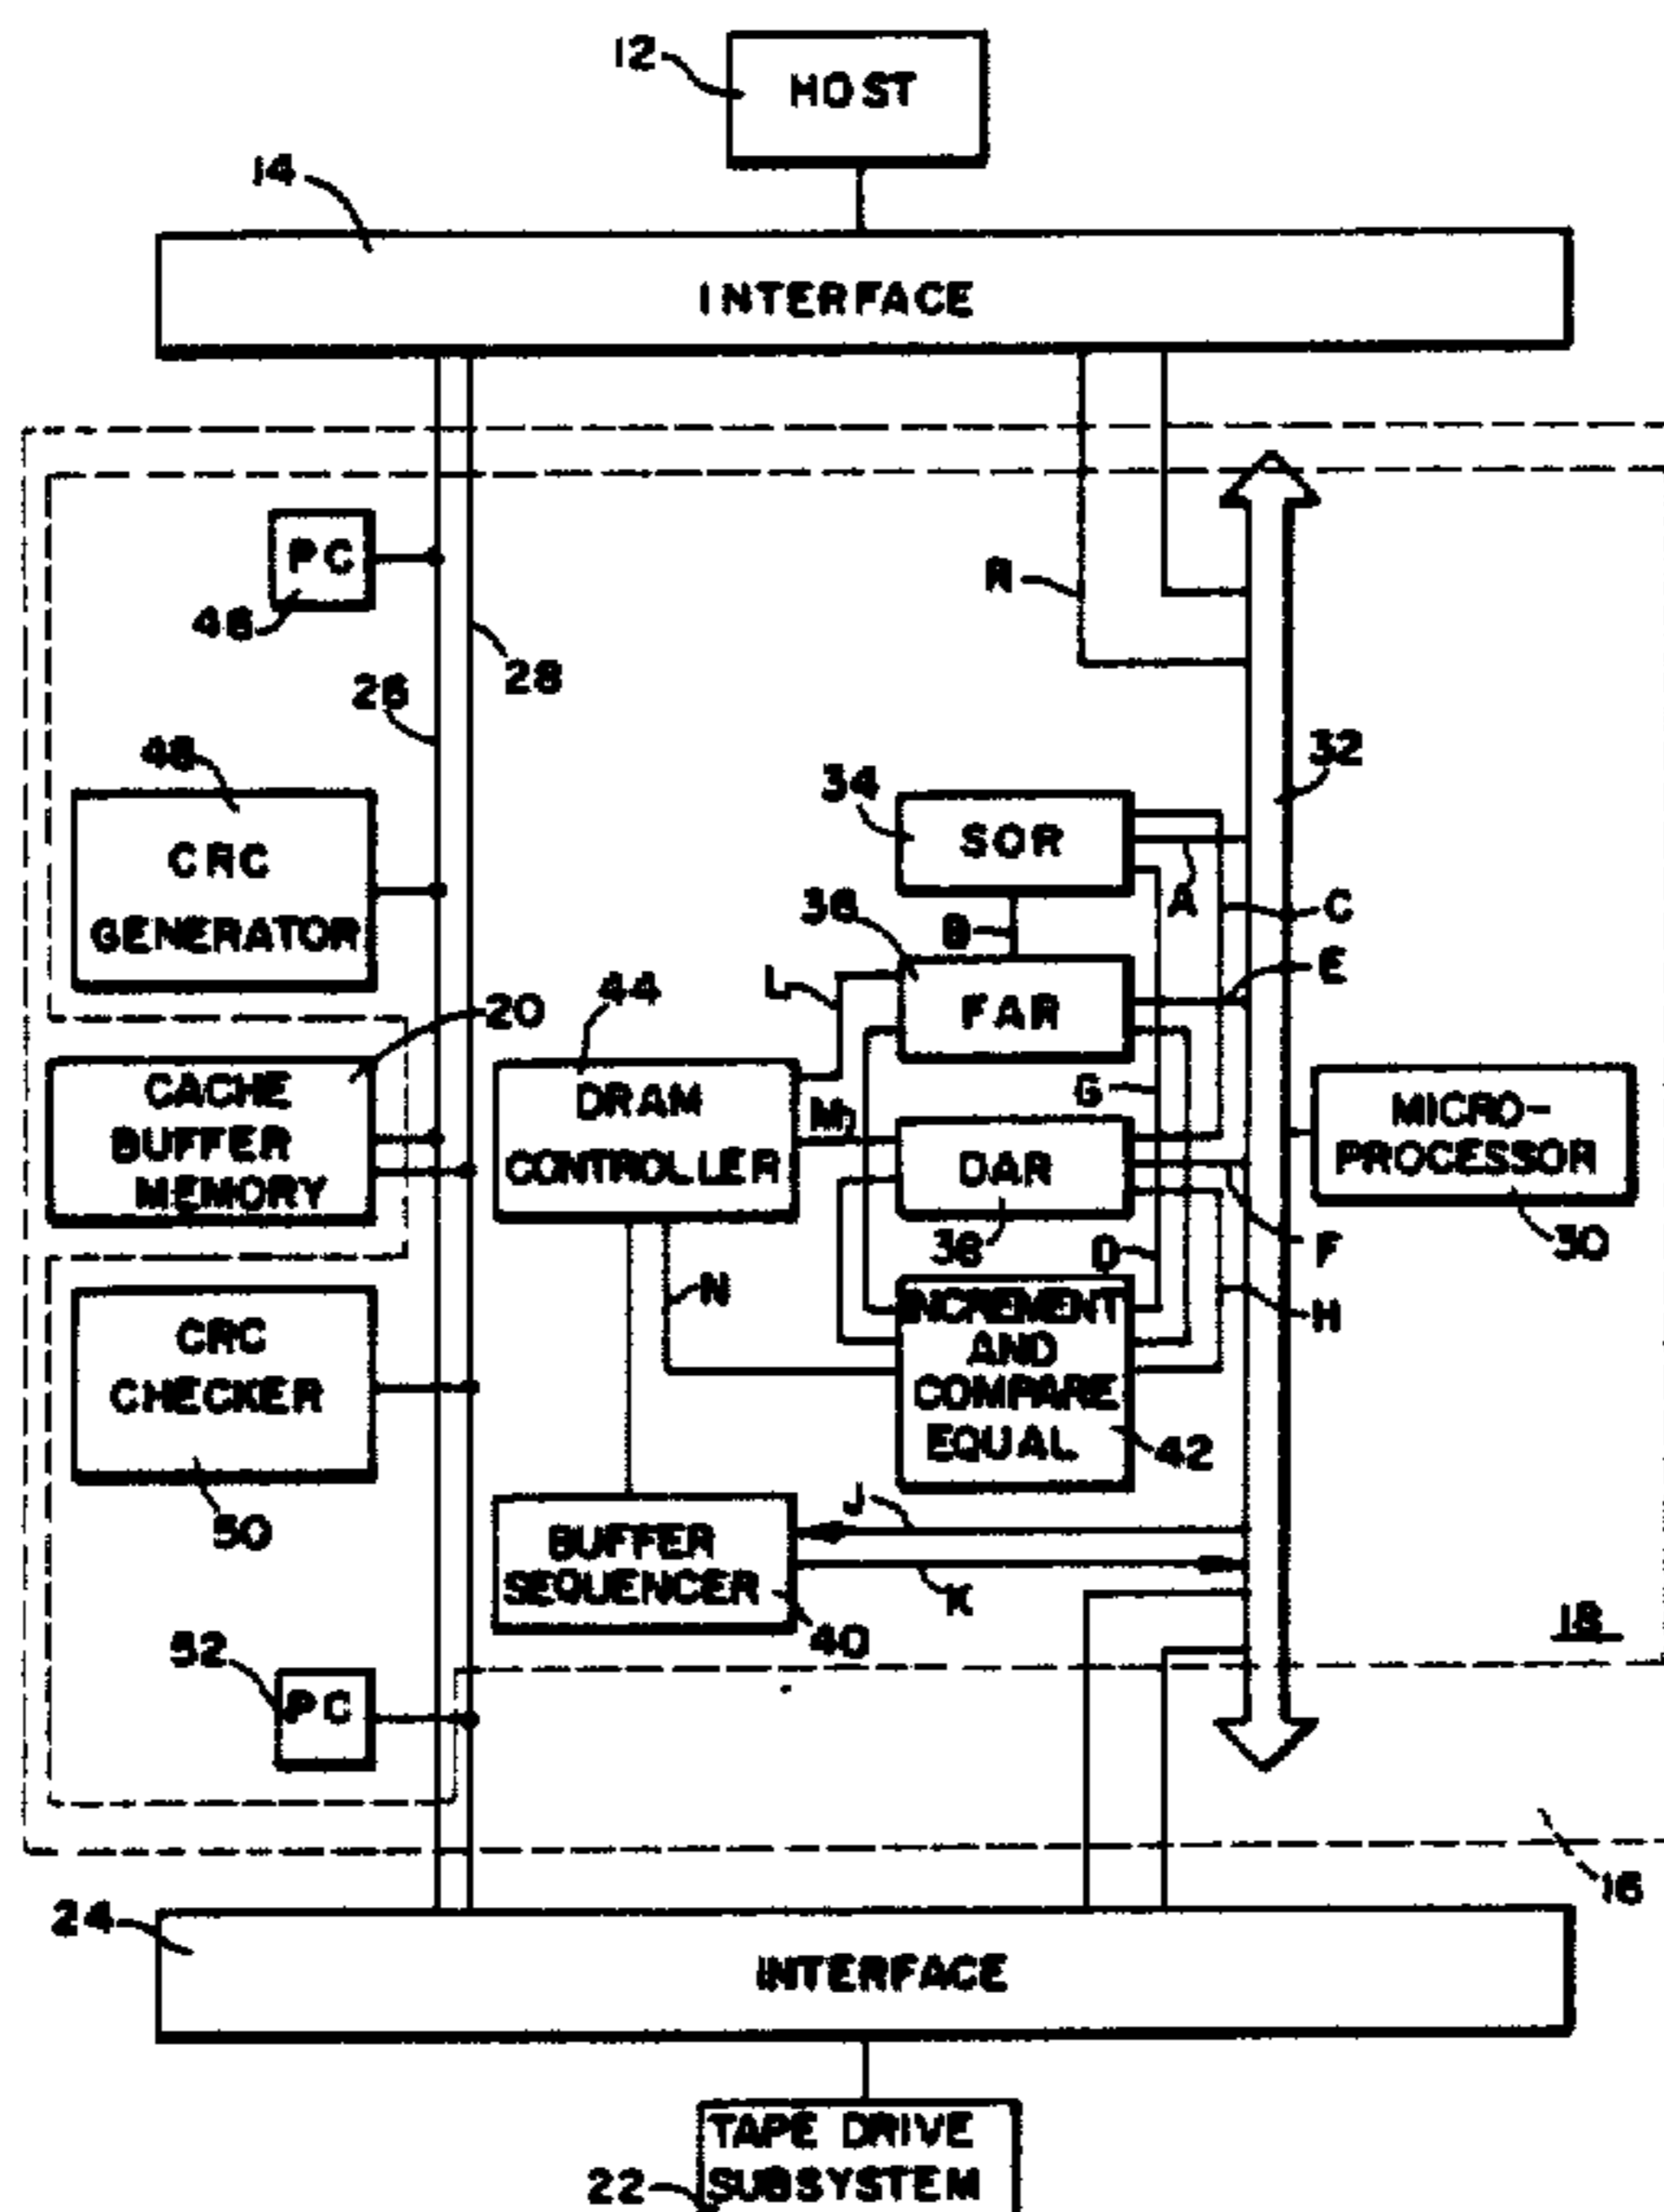 12
HOST
14
INTERFACE
PC
46
R
28
26
32
48
34
SOR
CRC
GENERATOR
A
C
36
B
E
L
44
FAR
20
CACHE
BUFFER
MEMORY
DRAM
CONTROLLER
M
G
DAR
MICRO-
PROCESSOR
38
D
F
30
N
H
CRC
CHECKER
INCREMENT
AND
COMPARE
EQUAL
42
50
J
BUFFER
SEQUENCER
K
40
18
52
PC
16
24
INTERFACE
TAPE DRIVE
SUBSYSTEM
22